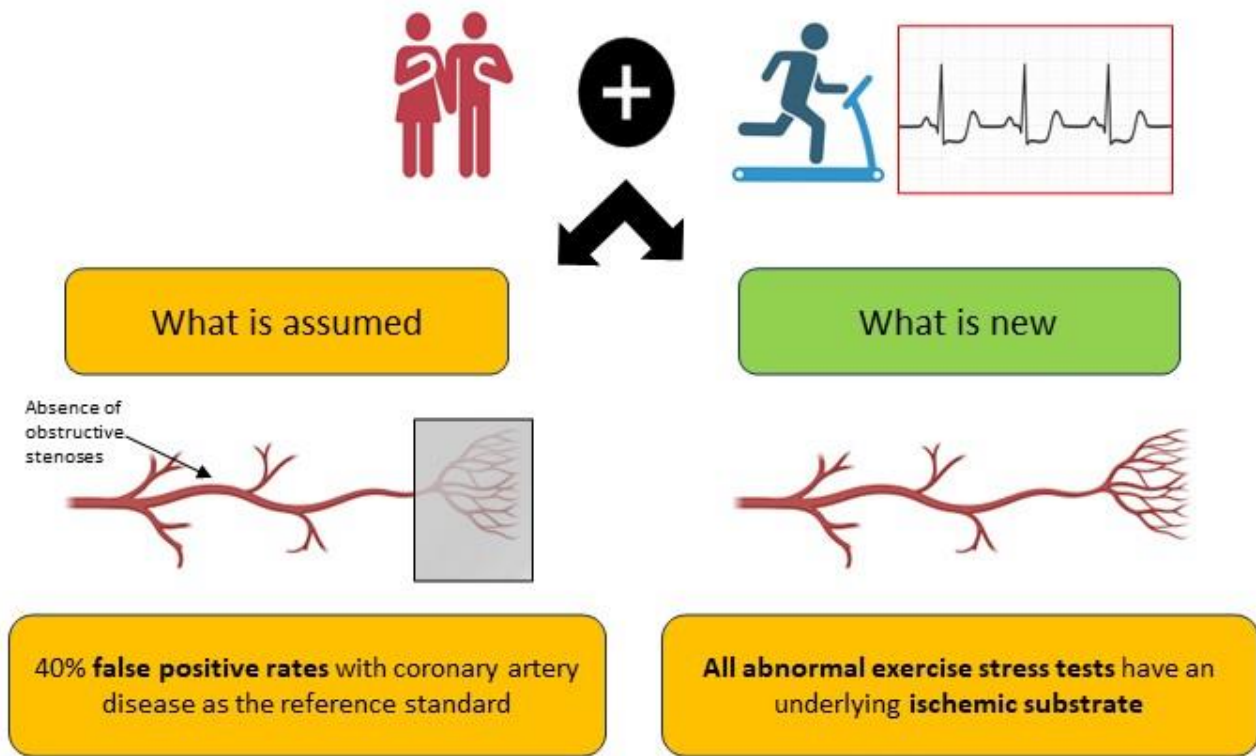 What is assumed
What is new
Absence of
obstructive
stenoses
40% false positive rates with coronary artery
disease as the reference standard
All abnormal exercise stress tests have an
underlying ischemic substrate